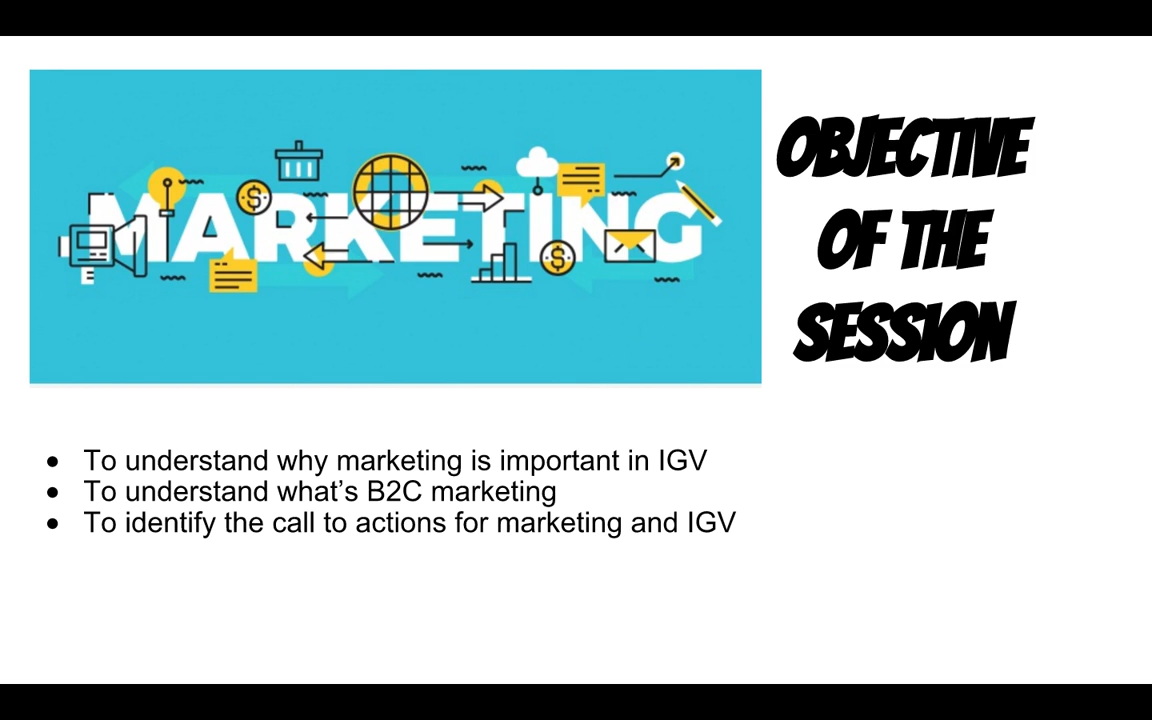 MARKETING
OBJECTIVE
OF THE
SESSION
● To understand why marketing is important in IGV
● To understand what’s B2C marketing
● To identify the call to actions for marketing and IGV